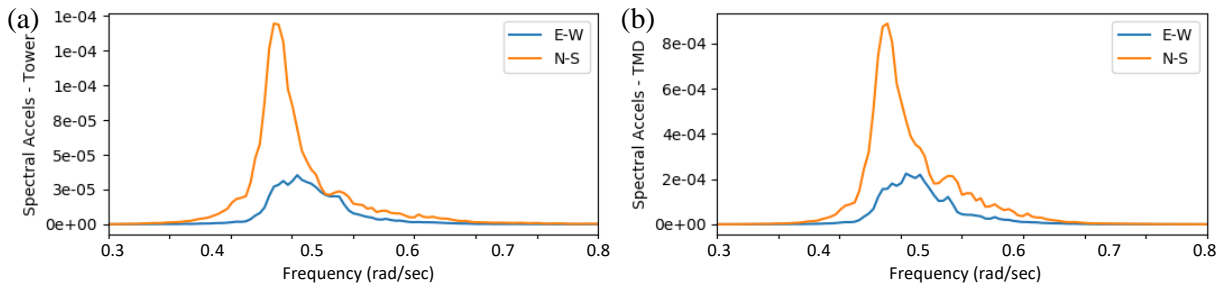 (a)
Spectral Accels - Tower
1e-04
1e-04
1e-04
8e-05
5e-05
3e-05
0e+00
E-W
N-S
0.3 0.4 0.5 0.6 0.7 0.8
Frequency (rad/sec)
(b)
Spectral Accels - TMD
8e-04
6e-04
4e-04
2e-04
0e+00
E-W
N-S
0.3 0.4 0.5 0.6 0.7 0.8
Frequency (rad/sec)